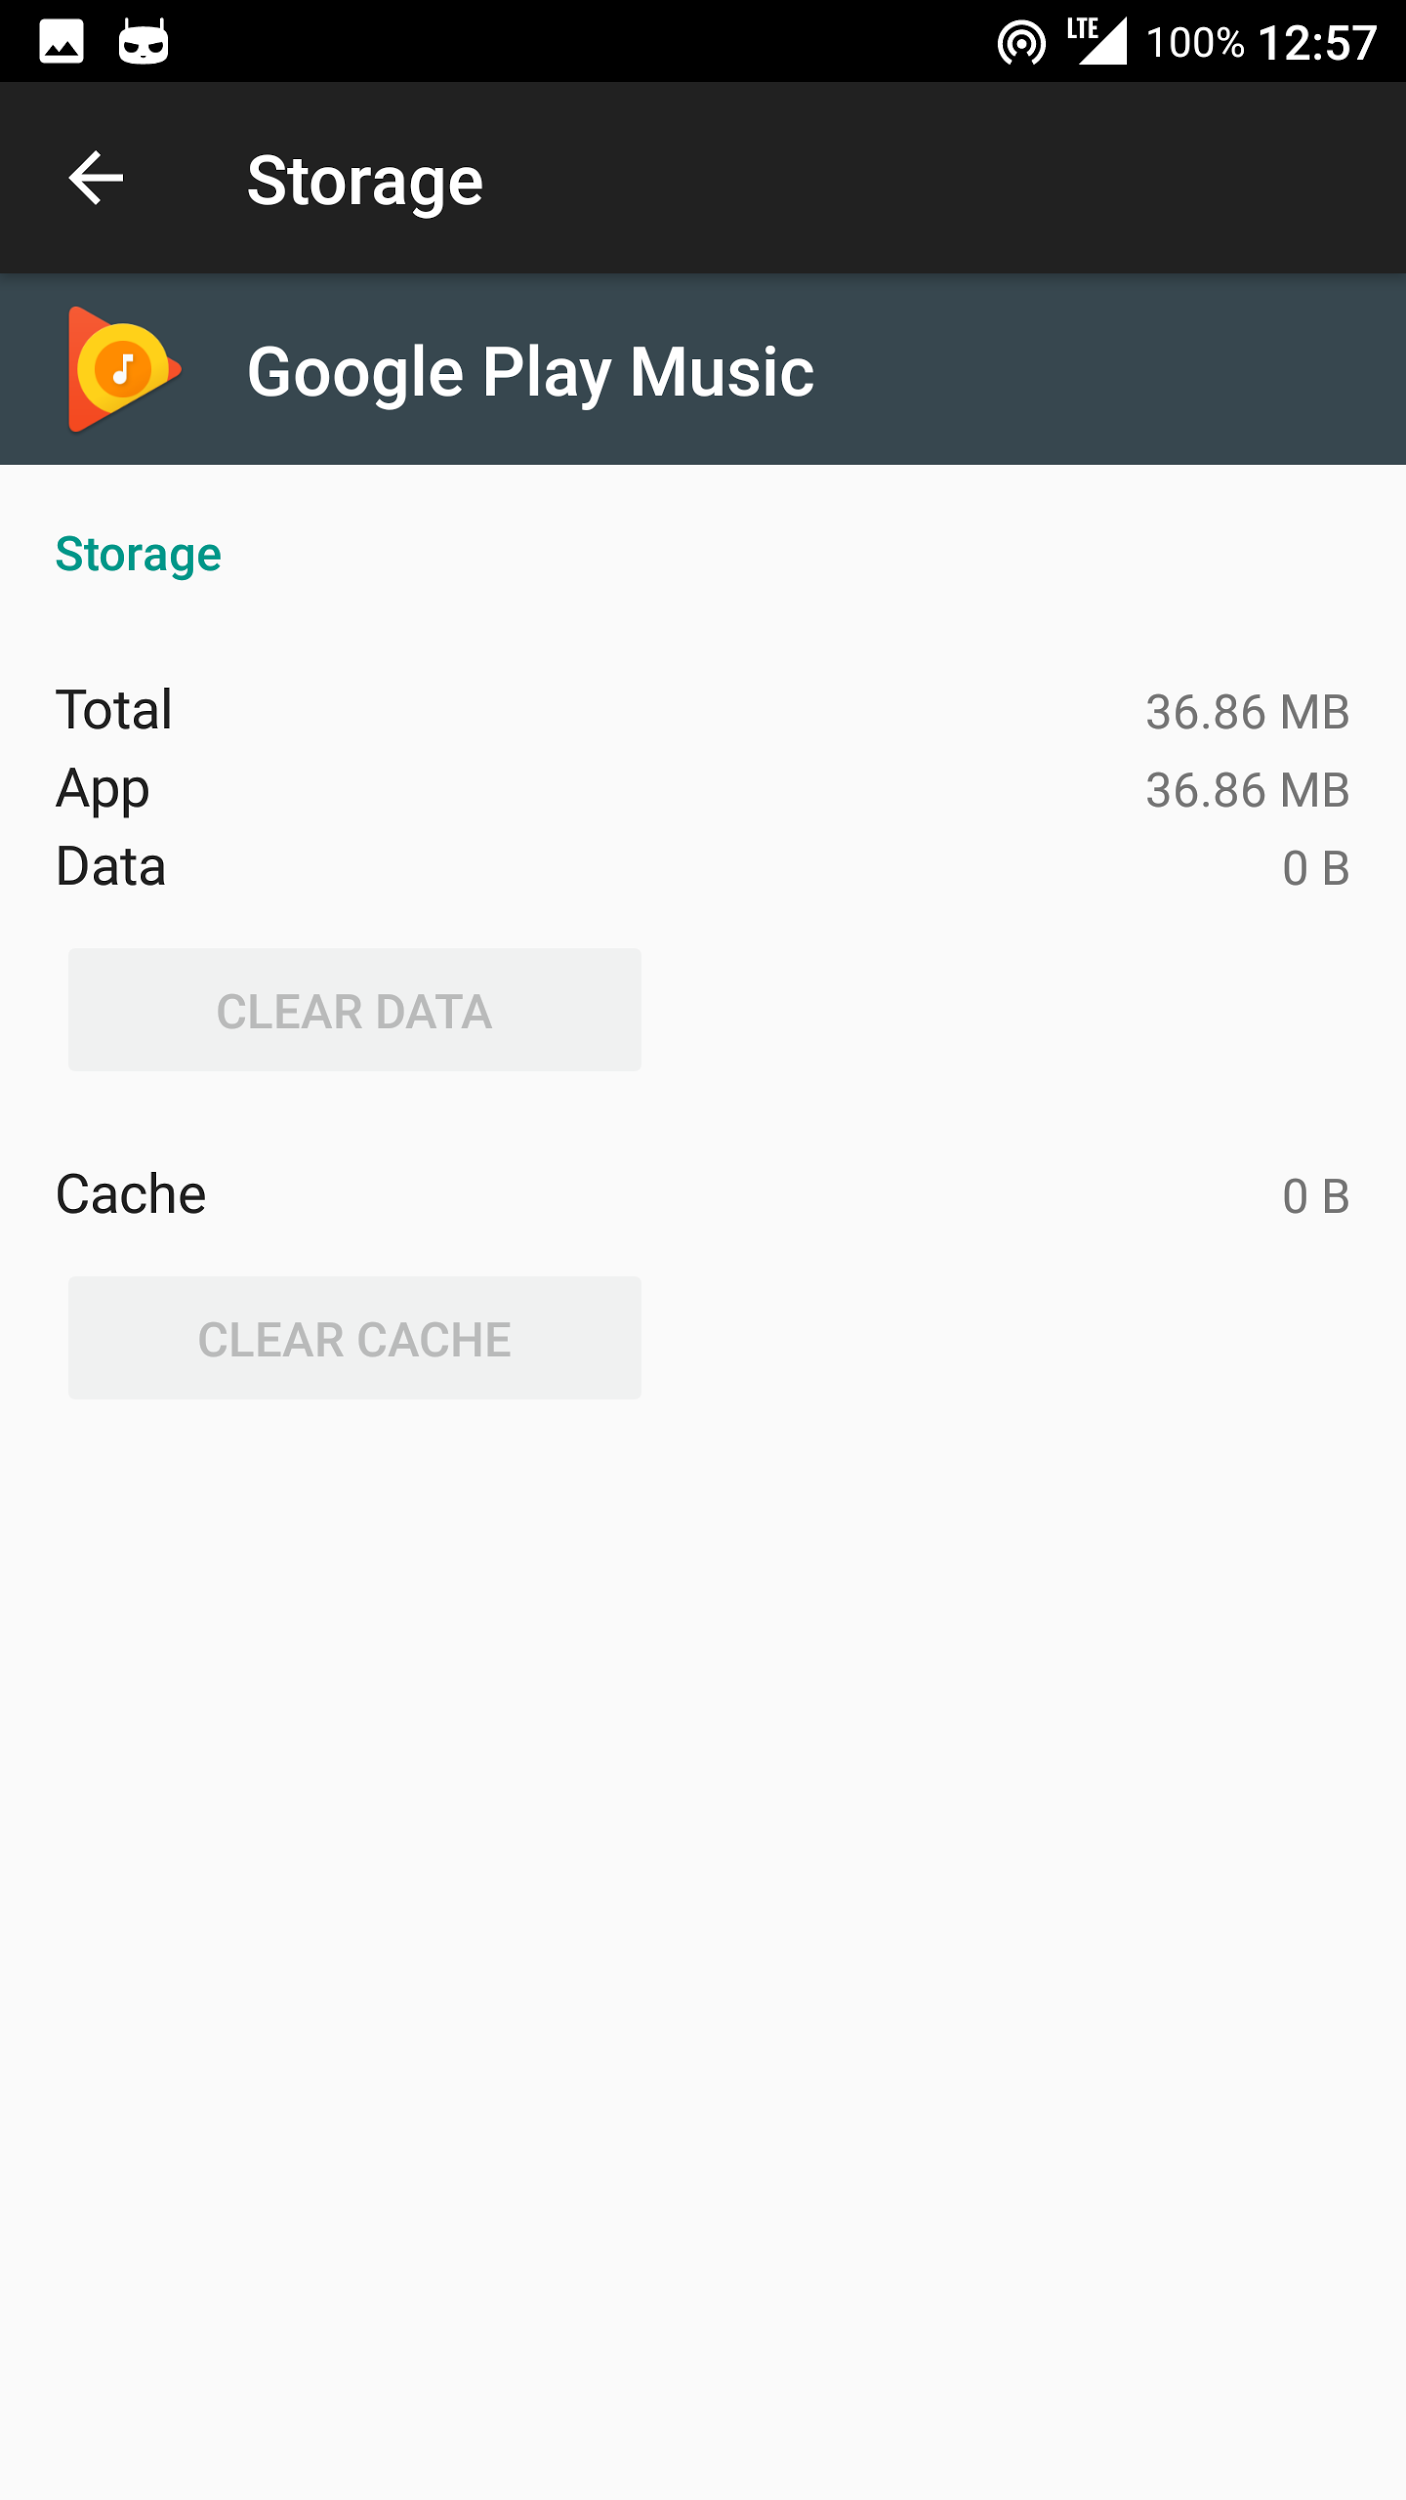 LTE 100% 12:57
Storage
Google Play Music
Storage
Total 36.86 MB
App 36.86 MB
Data 0 B
CLEAR DATA
Cache 0 B
CLEAR CACHE